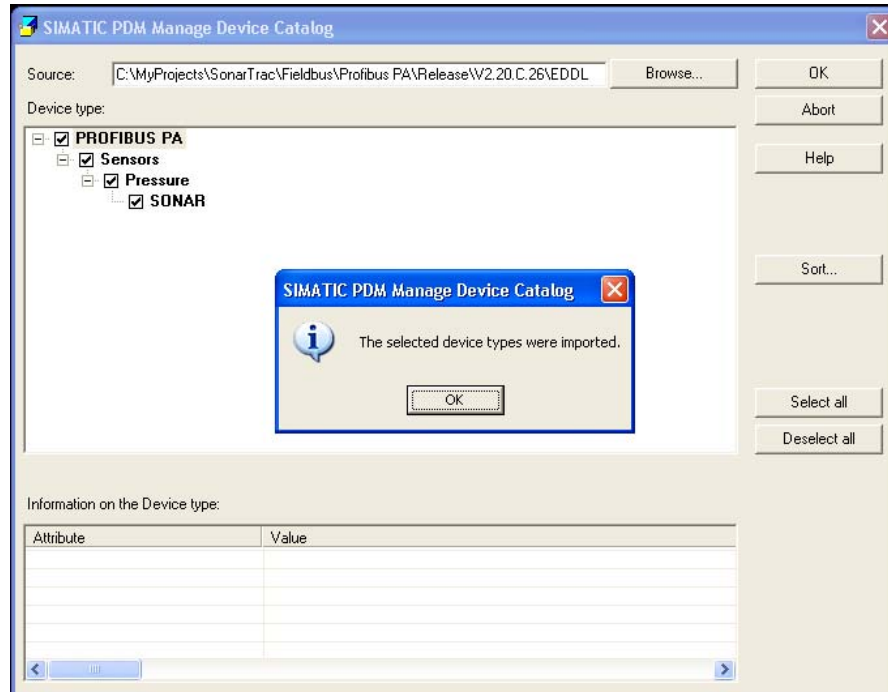 SIMATIC PDM Manage Device Catalog
Source: C:\MyProjects\SonarTrac\Fieldbus\Profibus PA\Release\V2.20.C.26\EDDL Browse... OK
Device type: Abort
PROFIBUS PA
Sensors Help
Pressure
SONAR
Sort...
SIMATIC PDM Manage Device Catalog
The selected device types were imported.
OK
Select all
Deselect all
Information on the Device type:
Attribute Value